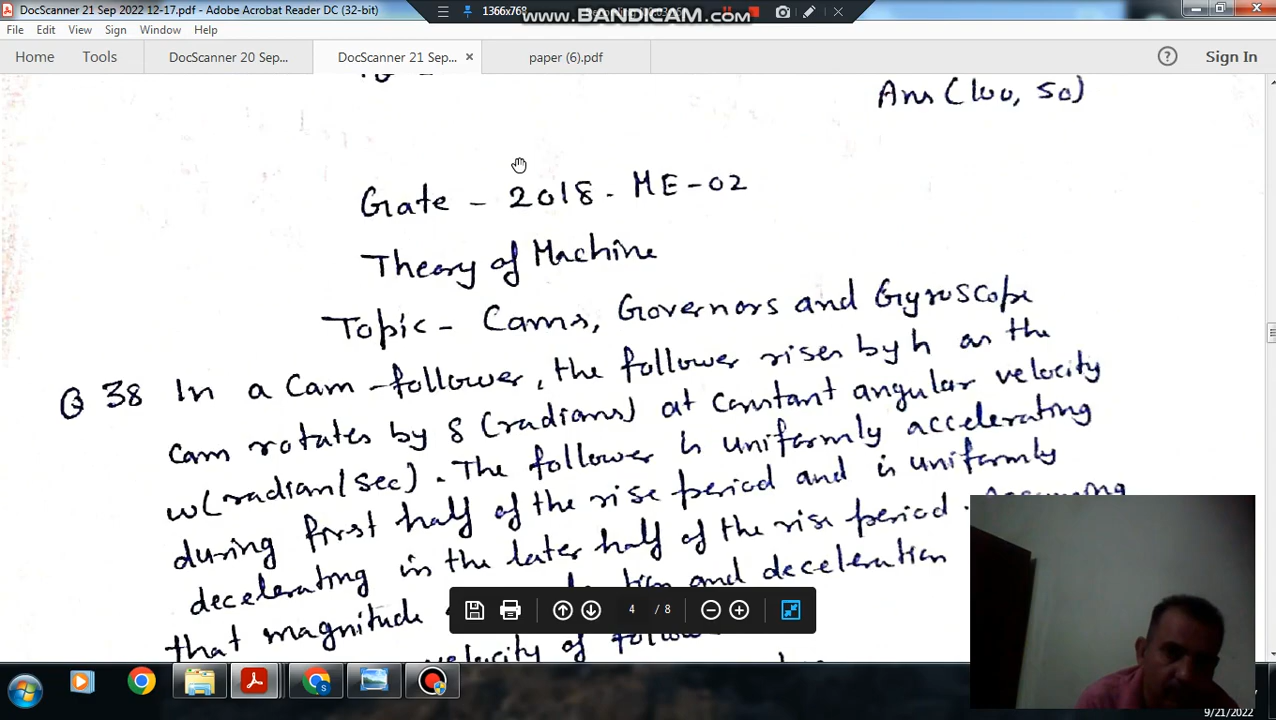 DocScanner 21 Sep 2022 12-17.pdf - Adobe Acrobat Reader DC (32-bit)
1366x768
www.BANDICAM.com
File Edit View Sign Window Help
Home Tools DocScanner 20 Sep... DocScanner 21 Sep... × paper (6).pdf Sign In
Ans (100, 50)
Gate - 2018 - ME-02
Theory of Machine
Topic - Cams, Governors and Gyroscope
Q 38 In a Cam-follower, the follower rises by h as the
cam rotates by δ (radians) at constant angular velocity
w(radian/sec). The follower is uniformly accelerating
during first half of the rise period and is uniformly
decelerating in the later half of the rise period. Assuming
that magnitude and deceleration
velocity of
4 / 8
9/21/2022